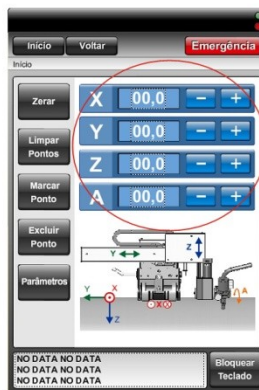 Início Voltar Emergência
Início
Zerar
Limpar
Pontos
Marcar
Ponto
Excluir
Ponto
Parâmetros
X 00,0 − +
Y 00,0 − +
Z 00,0 − +
A 00,0 − +
Z
Y
Y X X A
Z
NO DATA NO DATA
NO DATA NO DATA
NO DATA NO DATA
Bloquear
Teclado